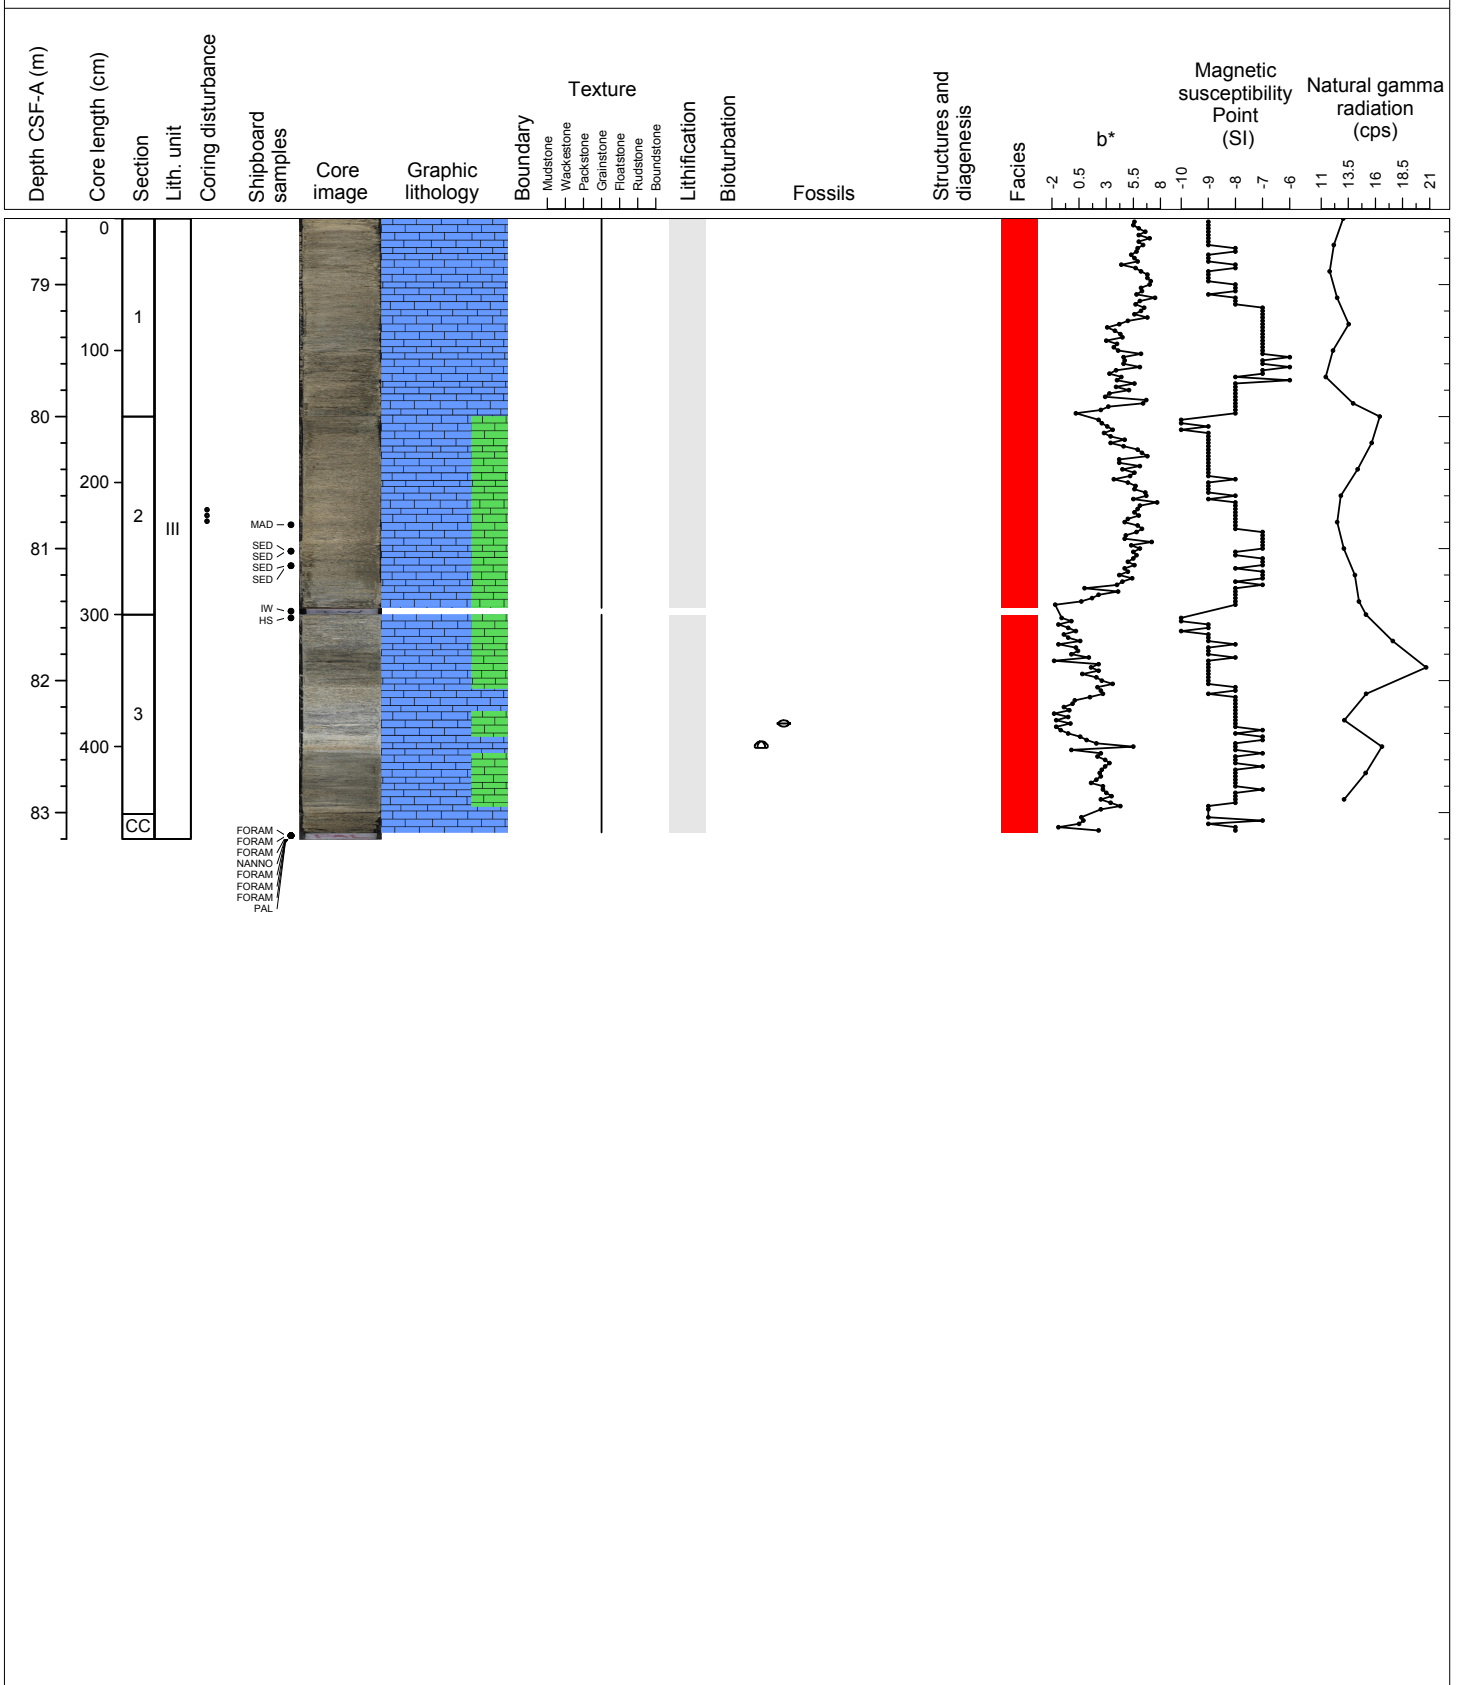 Depth CSF-A (m)
Core length (cm)
Section
Lith. unit
Coring disturbance
Shipboard
samples
Core
image
Graphic
lithology
Boundary
Texture
Mudstone
Wackestone
Packstone
Grainstone
Floatstone
Rudstone
Boundstone
Lithification
Bioturbation
Fossils
Structures and
diagenesis
Facies
b*
-2 0.5 3 5.5 8
Magnetic
susceptibility
Point
(SI)
-10 -9 -8 -7 -6
Natural gamma
radiation
(cps)
11 13.5 16 18.5 21
0
79
1
100
80
200
2
III
MAD
SED
81
SED
SED
SED
IW
300
HS
82
3
400
83
CC
FORAM
FORAM
FORAM
NANNO
FORAM
FORAM
FORAM
PAL